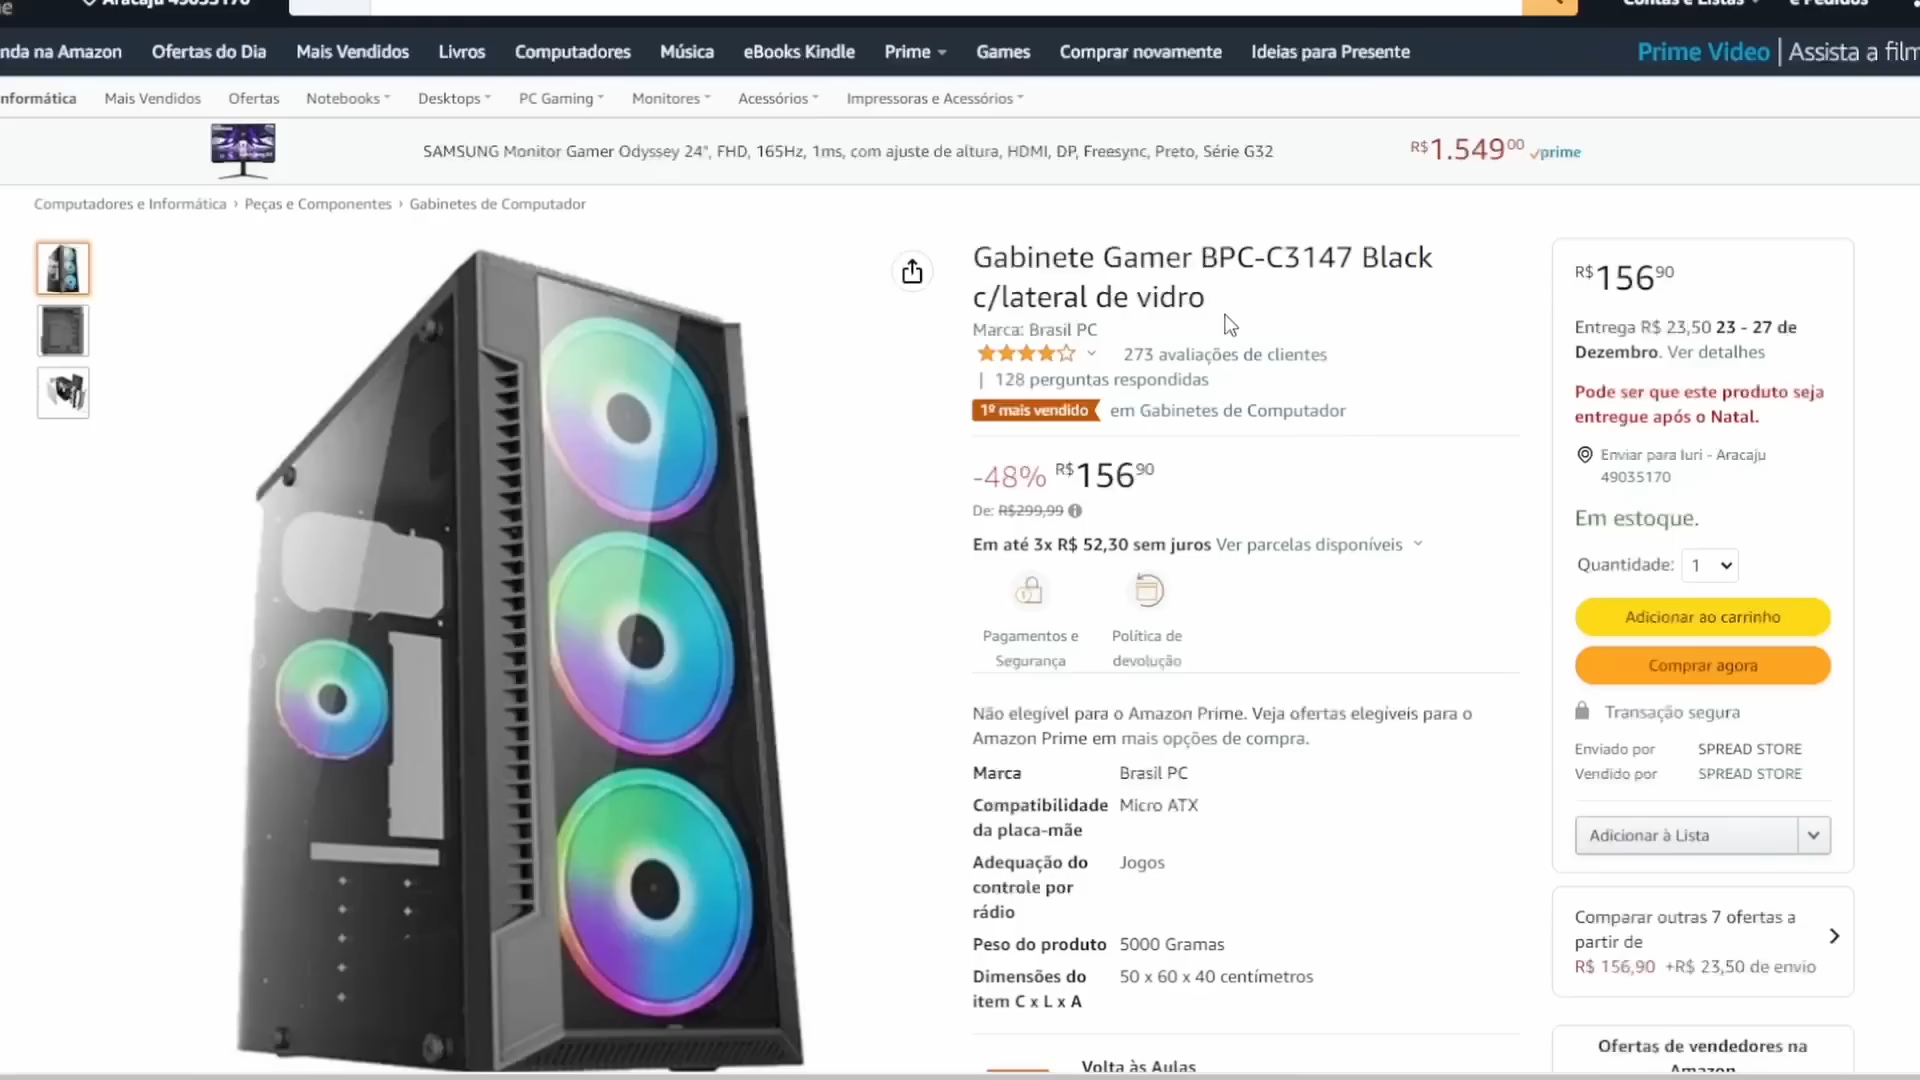 Aracaju 49035170
Contas e Listas
e Pedidos
nda na Amazon Ofertas do Dia Mais Vendidos Livros Computadores Música eBooks Kindle Prime Games Comprar novamente Ideias para Presente Prime Video | Assista a film
nformática Mais Vendidos Ofertas Notebooks Desktops PC Gaming Monitores Acessórios Impressoras e Acessórios
SAMSUNG Monitor Gamer Odyssey 24", FHD, 165Hz, 1ms, com ajuste de altura, HDMI, DP, Freesync, Preto, Série G32 R$1.54900 prime
Computadores e Informática › Peças e Componentes › Gabinetes de Computador
Gabinete Gamer BPC-C3147 Black
c/lateral de vidro
Marca: Brasil PC
273 avaliações de clientes
| 128 perguntas respondidas
1º mais vendido em Gabinetes de Computador
-48% R$15690
De: R$299,99
Em até 3x R$ 52,30 sem juros Ver parcelas disponíveis
Pagamentos e
Segurança
Política de
devolução
Não elegível para o Amazon Prime. Veja ofertas elegíveis para o
Amazon Prime em mais opções de compra.
Marca Brasil PC
Compatibilidade Micro ATX
da placa-mãe
Adequação do Jogos
controle por
rádio
Peso do produto 5000 Gramas
Dimensões do 50 x 60 x 40 centímetros
item C x L x A
Volta às Aulas
R$15690
Entrega R$ 23,50 23 - 27 de
Dezembro. Ver detalhes
Pode ser que este produto seja
entregue após o Natal.
Enviar para Iuri - Aracaju
49035170
Em estoque.
Quantidade: 1
Adicionar ao carrinho
Comprar agora
Transação segura
Enviado por SPREAD STORE
Vendido por SPREAD STORE
Adicionar à Lista
Comparar outras 7 ofertas a
partir de
R$ 156,90 +R$ 23,50 de envio
Ofertas de vendedores na
Amazon